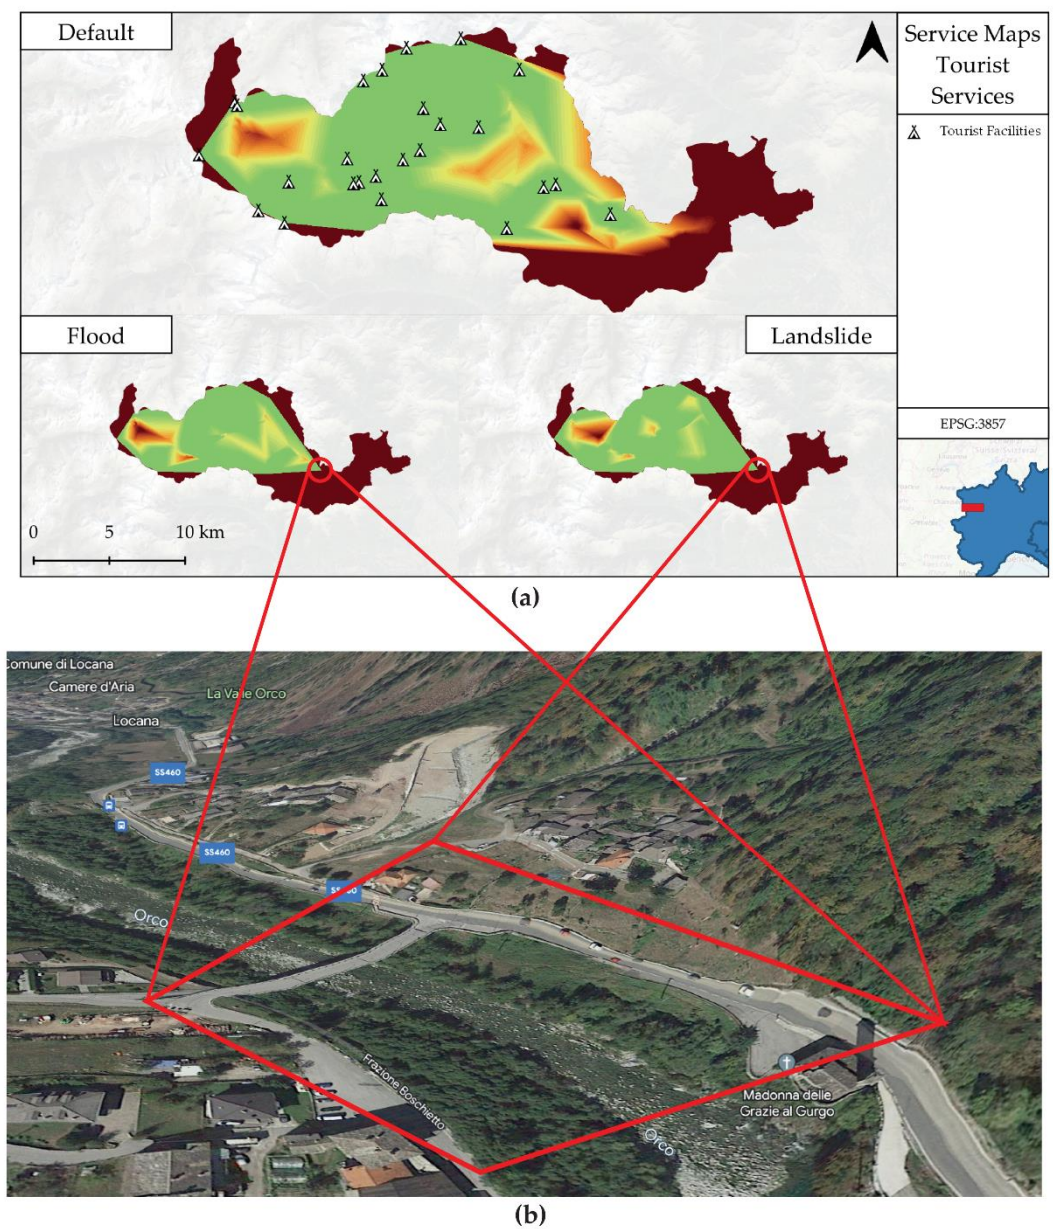 Default
Service Maps
Tourist
Services
Tourist Facilities
Flood
Landslide
EPSG:3857
0 5 10 km
(a)
Comune di Locana
Camere d'Aria
La Valle Orco
Locana
SS460
SS460
Orco
Frazione Boschietto
Madonna delle
Grazie al Gurgo
Orco
(b)